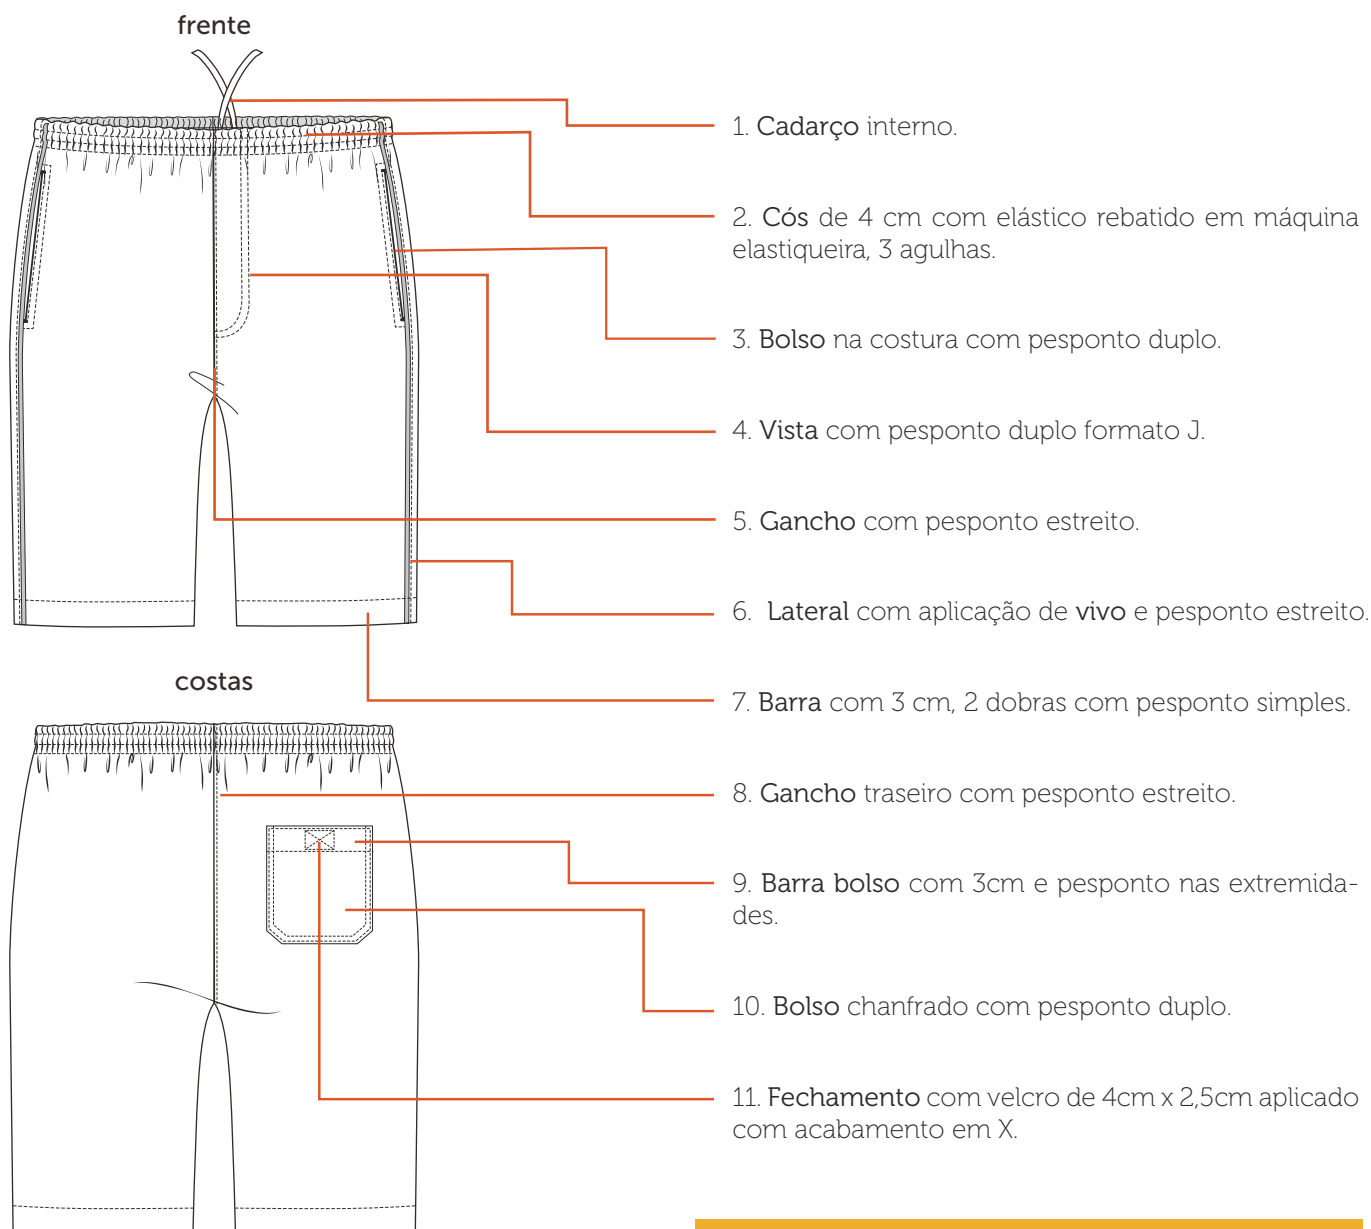 frente
1. Cadarço interno.
2. Cós de 4 cm com elástico rebatido em máquina
elastiqueira, 3 agulhas.
3. Bolso na costura com pesponto duplo.
4. Vista com pesponto duplo formato J.
5. Gancho com pesponto estreito.
6. Lateral com aplicação de vivo e pesponto estreito.
costas
7. Barra com 3 cm, 2 dobras com pesponto simples.
8. Gancho traseiro com pesponto estreito.
9. Barra bolso com 3cm e pesponto nas extremida-
des.
10. Bolso chanfrado com pesponto duplo.
11. Fechamento com velcro de 4cm x 2,5cm aplicado
com acabamento em X.